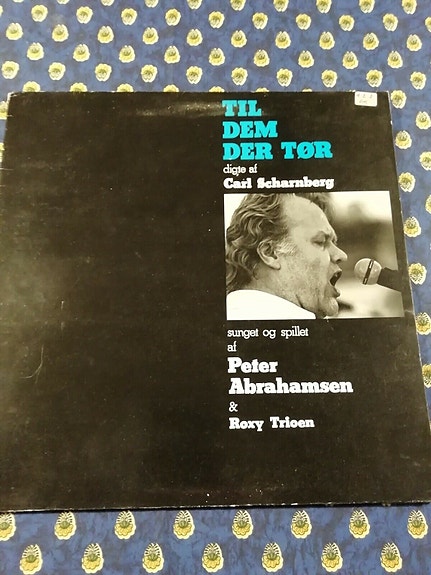 TIL
DEM
DER TØR
digte af
Carl Scharnberg
sunget og spillet
af
Peter
Abrahamsen
&
Roxy Trioen